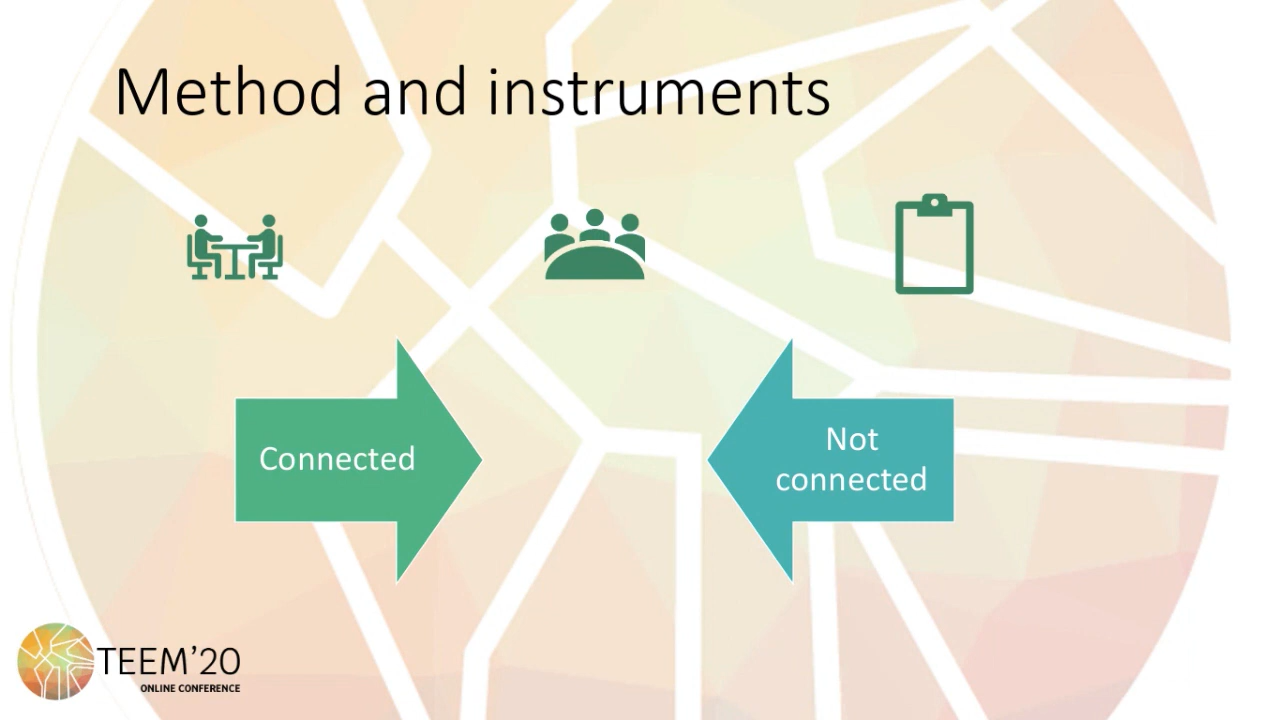 Method and instruments
Connected
Not
connected
TEEM'20
ONLINE CONFERENCE